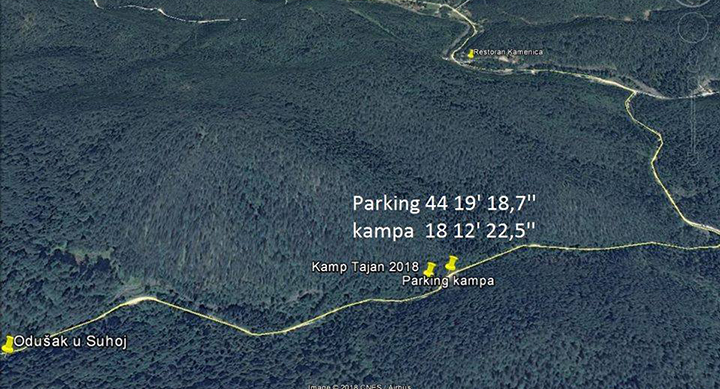 Restoran Kamenica
Parking 44 19' 18,7"
kampa 18 12' 22,5"
Kamp Tajan 2018
Parking kampa
Odušak u Suhoj
Image © 2018 CNES / Airbus